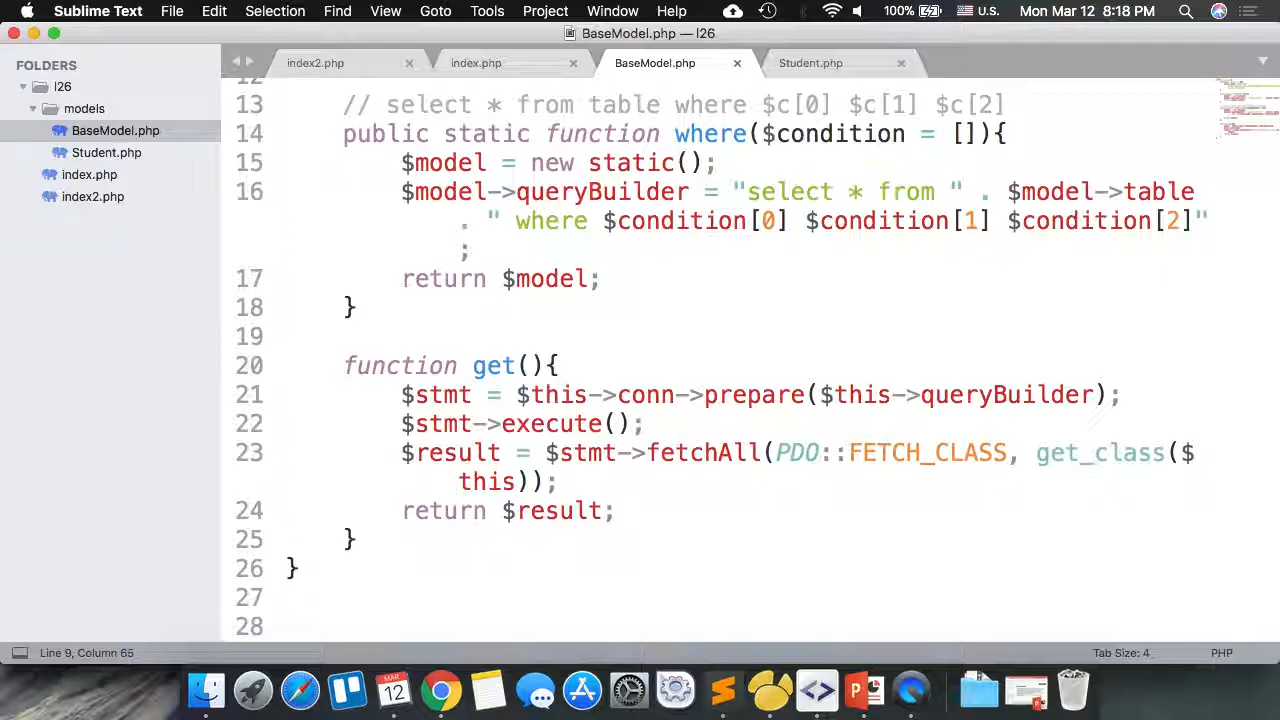 Sublime Text File Edit Selection Find View Goto Tools Project Window Help 100% U.S. Mon Mar 12 8:18 PM
BaseModel.php — l26
FOLDERS
l26
models
BaseModel.php
Student.php
index.php
index2.php
index2.php index.php BaseModel.php Student.php
12
13 // select * from table where $c[0] $c[1] $c[2]
14 public static function where($condition = []){
15 $model = new static();
16 $model->queryBuilder = "select * from " . $model->table
. " where $condition[0] $condition[1] $condition[2]"
;
17 return $model;
18 }
19
20 function get(){
21 $stmt = $this->conn->prepare($this->queryBuilder);
22 $stmt->execute();
23 $result = $stmt->fetchAll(PDO::FETCH_CLASS, get_class($
this));
24 return $result;
25 }
26 }
27
28
Line 9, Column 65 Tab Size: 4 PHP
MAR
12